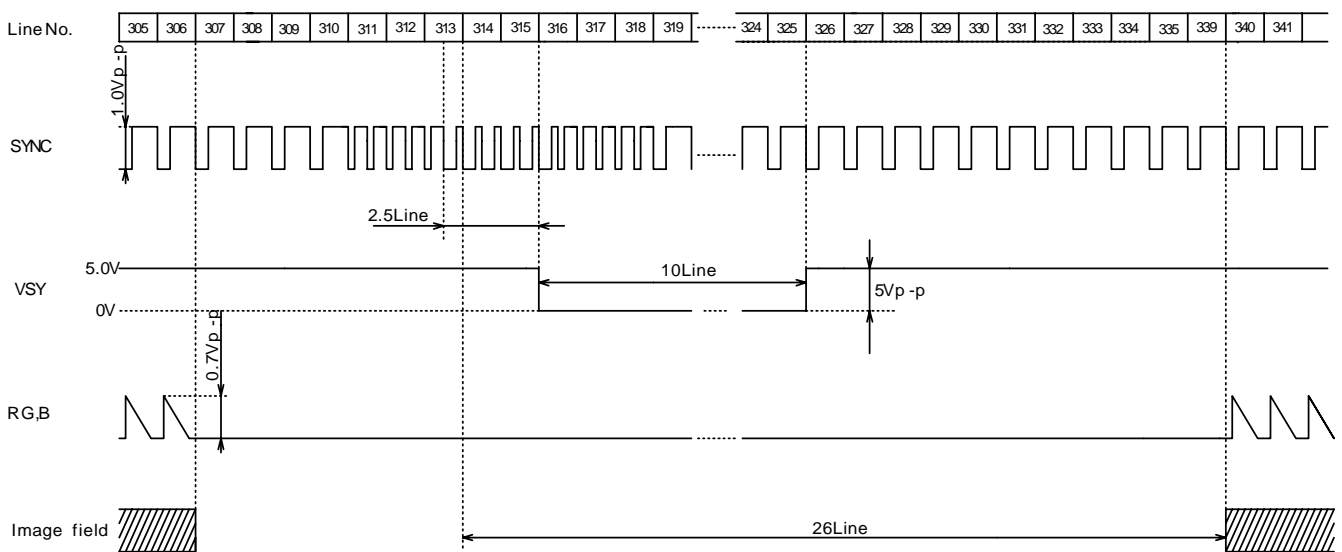 Line No. 305 306 307 308 309 310 311 312 313 314 315 316 317 318 319 324 325 326 327 328 329 330 331 332 333 334 335 339 340 341
1.0Vp-p
SYNC
2.5Line
5.0V
VSY
10Line
5Vp-p
0V
0.7Vp-p
RG,B
Image field
26Line